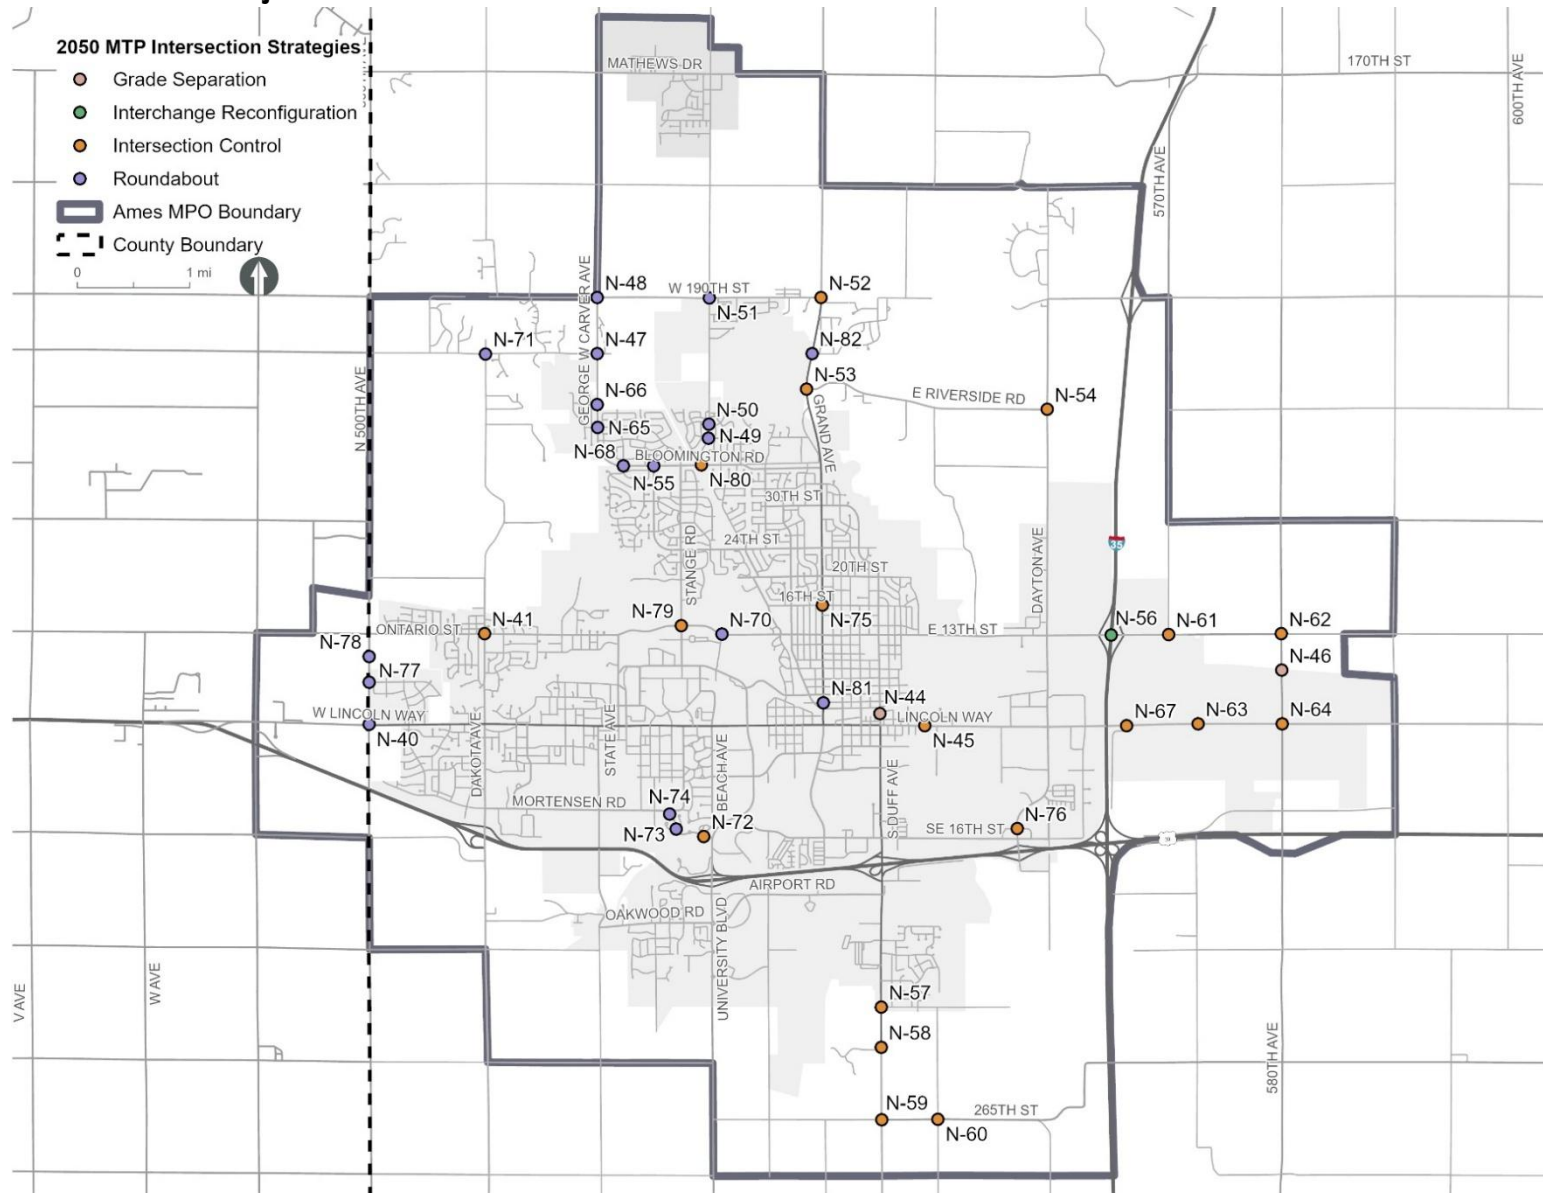 2050 MTP Intersection Strategies
Grade Separation
Interchange Reconfiguration
Intersection Control
Roundabout
Ames MPO Boundary
County Boundary
0 1 mi
MATHEWS DR
170TH ST
600TH AVE
570TH AVE
GEORGE W CARVER AVE
N-48
W 190TH ST
N-51
N-52
N-71
N-47
N-82
N-53
E RIVERSIDE RD
N-54
N-66
N-65
N-50
N-49
GRAND AVE
N 500TH AVE
N-68
BLOOMINGTON RD
N-55
N-80
30TH ST
24TH ST
STANGE RD
20TH ST
35
DAYTON AVE
16TH ST
N-75
N-41
ONTARIO ST
N-79
N-70
E 13TH ST
N-56
N-61
N-62
N-78
N-77
N-46
W LINCOLN WAY
N-40
N-81
N-44
LINCOLN WAY
N-45
N-67
N-63
N-64
DAKOTA AVE
STATE AVE
BEACH AVE
S DUFF AVE
MORTENSEN RD
N-74
N-73
N-72
SE 16TH ST
N-76
AIRPORT RD
OAKWOOD RD
UNIVERSITY BLVD
V AVE
W AVE
N-57
N-58
580TH AVE
N-59
265TH ST
N-60